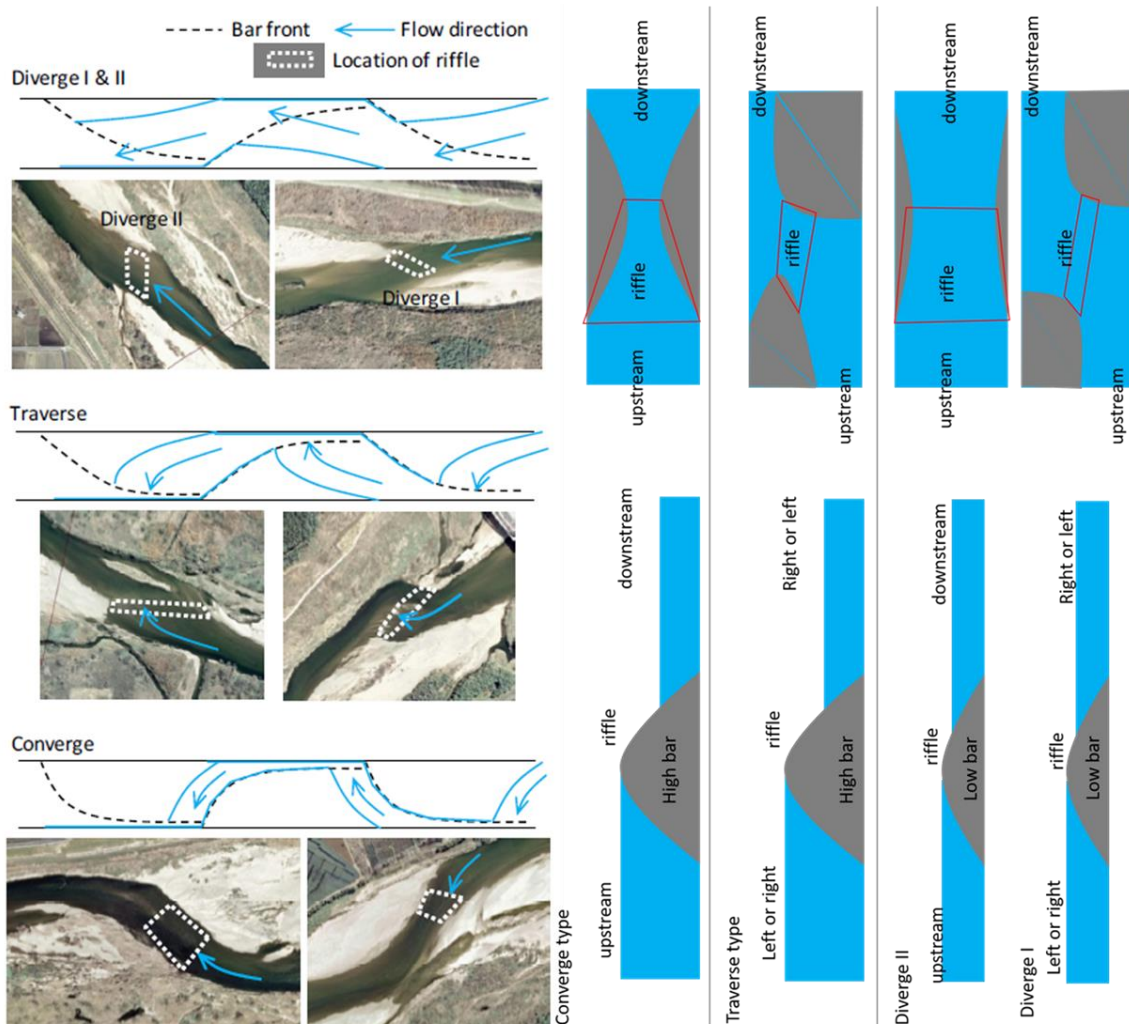 Bar front
Flow direction
Location of riffle
Diverge I & II
Diverge II
Diverge I
Traverse
Converge
Converge type
upstream
riffle
downstream
upstream
riffle
High bar
downstream
Traverse type
upstream
riffle
downstream
Left or right
riffle
High bar
Right or left
Diverge II
upstream
riffle
downstream
upstream
riffle
Low bar
downstream
Diverge I
upstream
riffle
downstream
Left or right
riffle
Low bar
Right or left